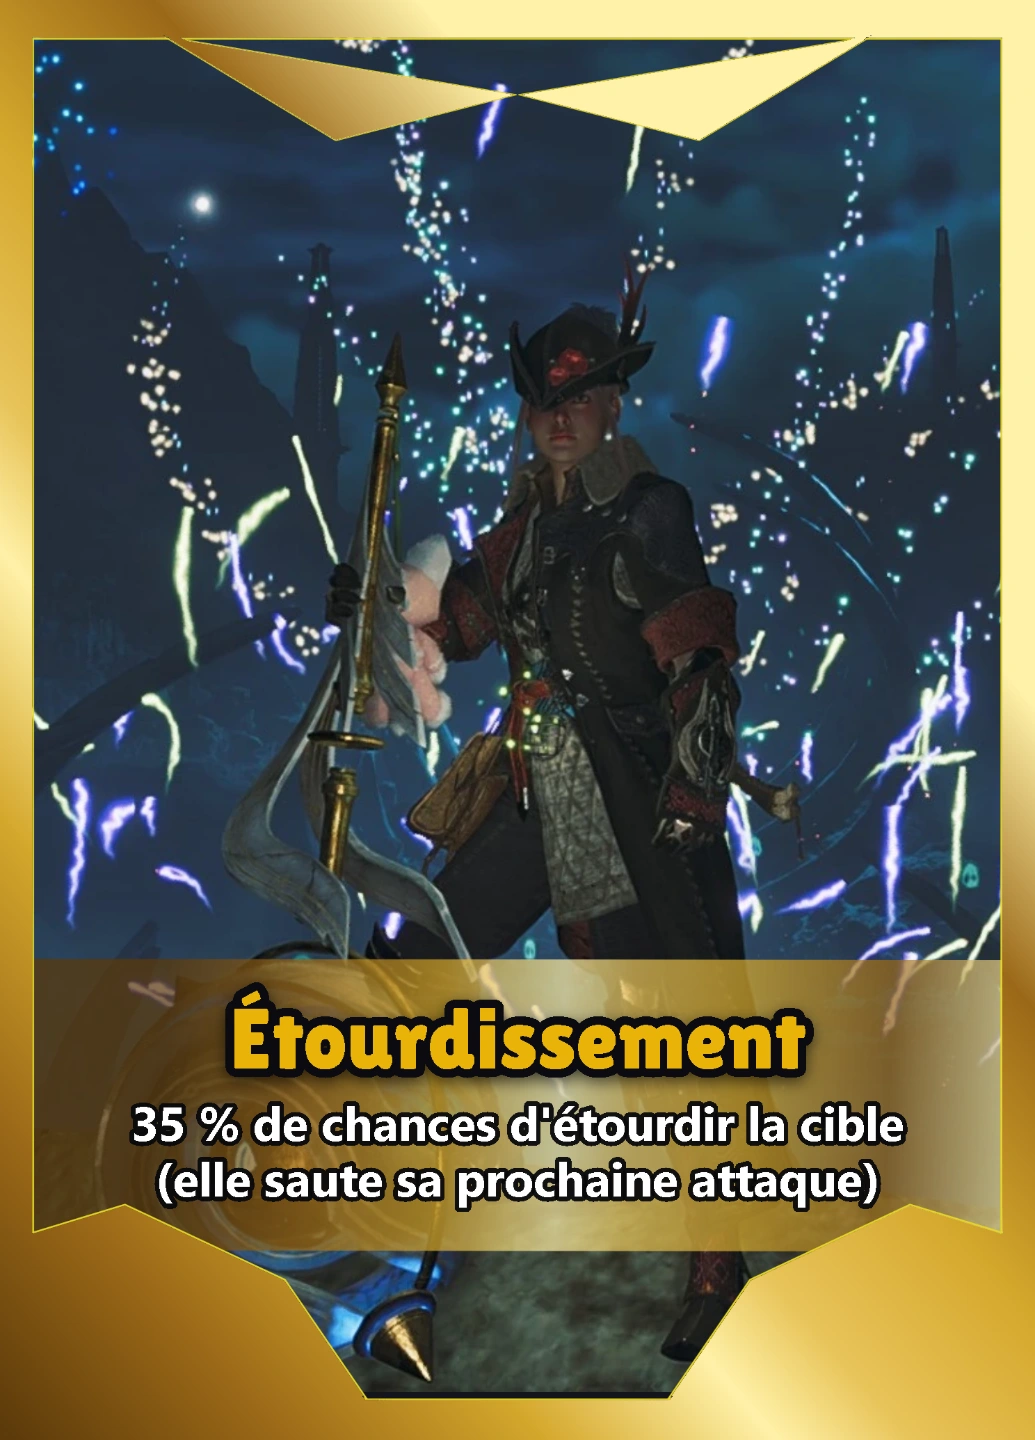 Étourdissement
35 % de chances d'étourdir la cible
(elle saute sa prochaine attaque)